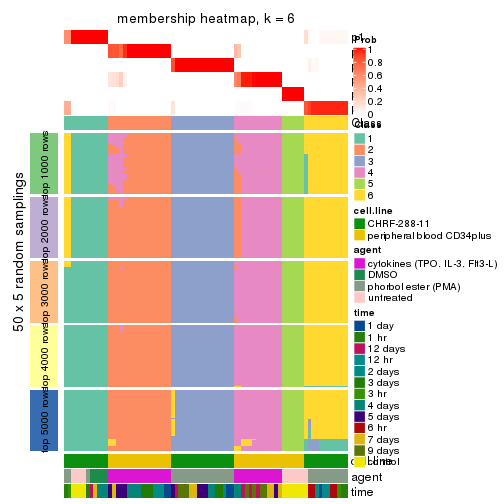 membership heatmap, k = 6
50 x 5 random samplings
top 1000 rows
top 2000 rows
top 3000 rows
top 4000 rows
top 5000 rows
Prob
1
0.8
0.6
0.4
0.2
0
Class
1
2
3
4
5
6
cell.line
CHRF-288-11
peripheral blood CD34plus
agent
cytokines (TPO, IL-3, Flt3-L)
DMSO
phorbol ester (PMA)
untreated
time
1 day
1 hr
12 days
12 hr
2 days
3 days
3 hr
4 days
5 days
6 hr
7 days
9 days
control
agent
time